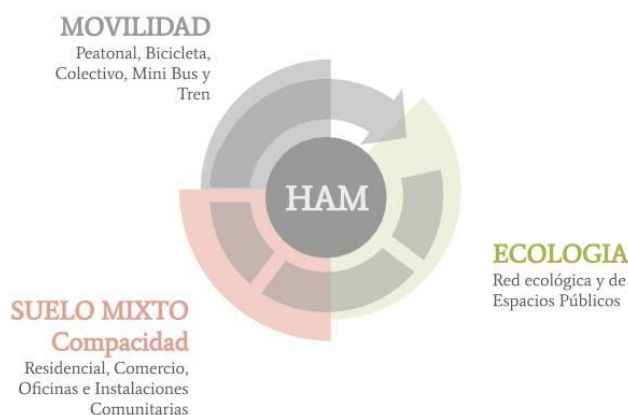 MOVILIDAD
Peatonal, Bicicleta,
Colectivo, Mini Bus y
Tren
HAM
ECOLOGIA
Red ecológica y de
Espacios Públicos
SUELO MIXTO
Compacidad
Residencial, Comercio,
Oficinas e Instalaciones
Comunitarias